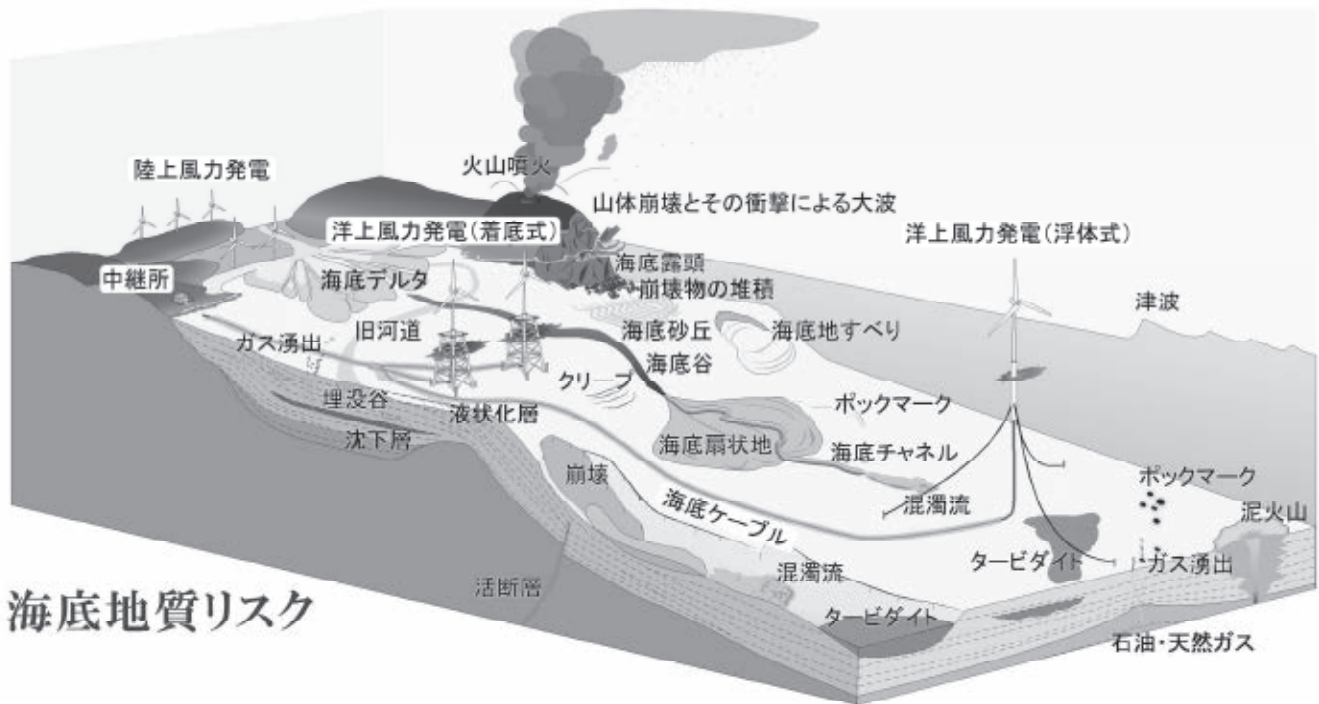 火山噴火
陸上風力発電
山体崩壊とその衝撃による大波
洋上風力発電(着底式)
洋上風力発電(浮体式)
海底露頭
中継所
海底デルタ
崩壊物の堆積
津波
旧河道
海底砂丘
海底地すべり
ガス湧出
海底谷
クリープ
埋没谷
液状化層
ポックマーク
沈下層
海底扇状地
海底チャネル
崩壊
海底ケーブル
混濁流
ポックマーク
泥火山
タービダイト
ガス湧出
混濁流
活断層
海底地質リスク
タービダイト
石油・天然ガス